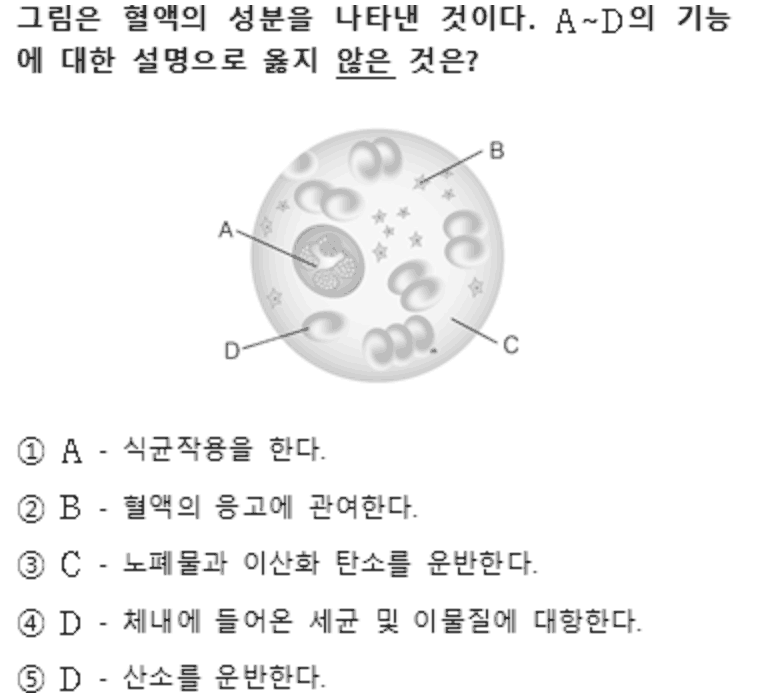 그림은 혈액의 성분을 나타낸 것이다. A~D의 기능
에 대한 설명으로 옳지 않은 것은?
B
A
D
C
① A - 식균작용을 한다.
② B - 혈액의 응고에 관여한다.
③ C - 노폐물과 이산화 탄소를 운반한다.
④ D - 체내에 들어온 세균 및 이물질에 대항한다.
⑤ D - 산소를 운반한다.